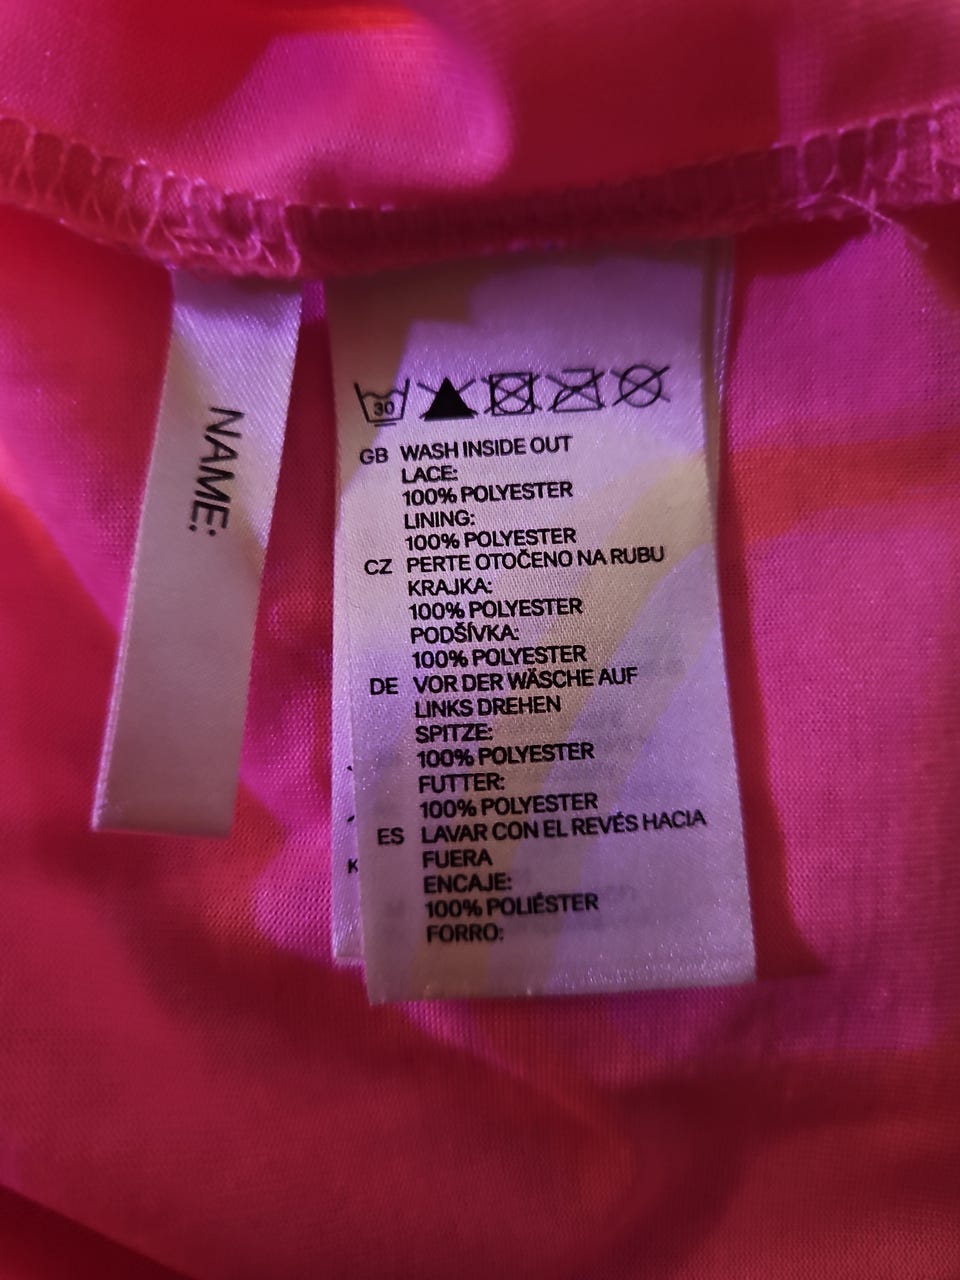 NAME:
30
GB WASH INSIDE OUT
LACE:
100% POLYESTER
LINING:
100% POLYESTER
CZ PERTE OTOČENO NA RUBU
KRAJKA:
100% POLYESTER
PODŠÍVKA:
100% POLYESTER
DE VOR DER WÄSCHE AUF
LINKS DREHEN
SPITZE:
100% POLYESTER
FUTTER:
100% POLYESTER
ES LAVAR CON EL REVÉS HACIA
FUERA
ENCAJE:
100% POLIÉSTER
FORRO:
K